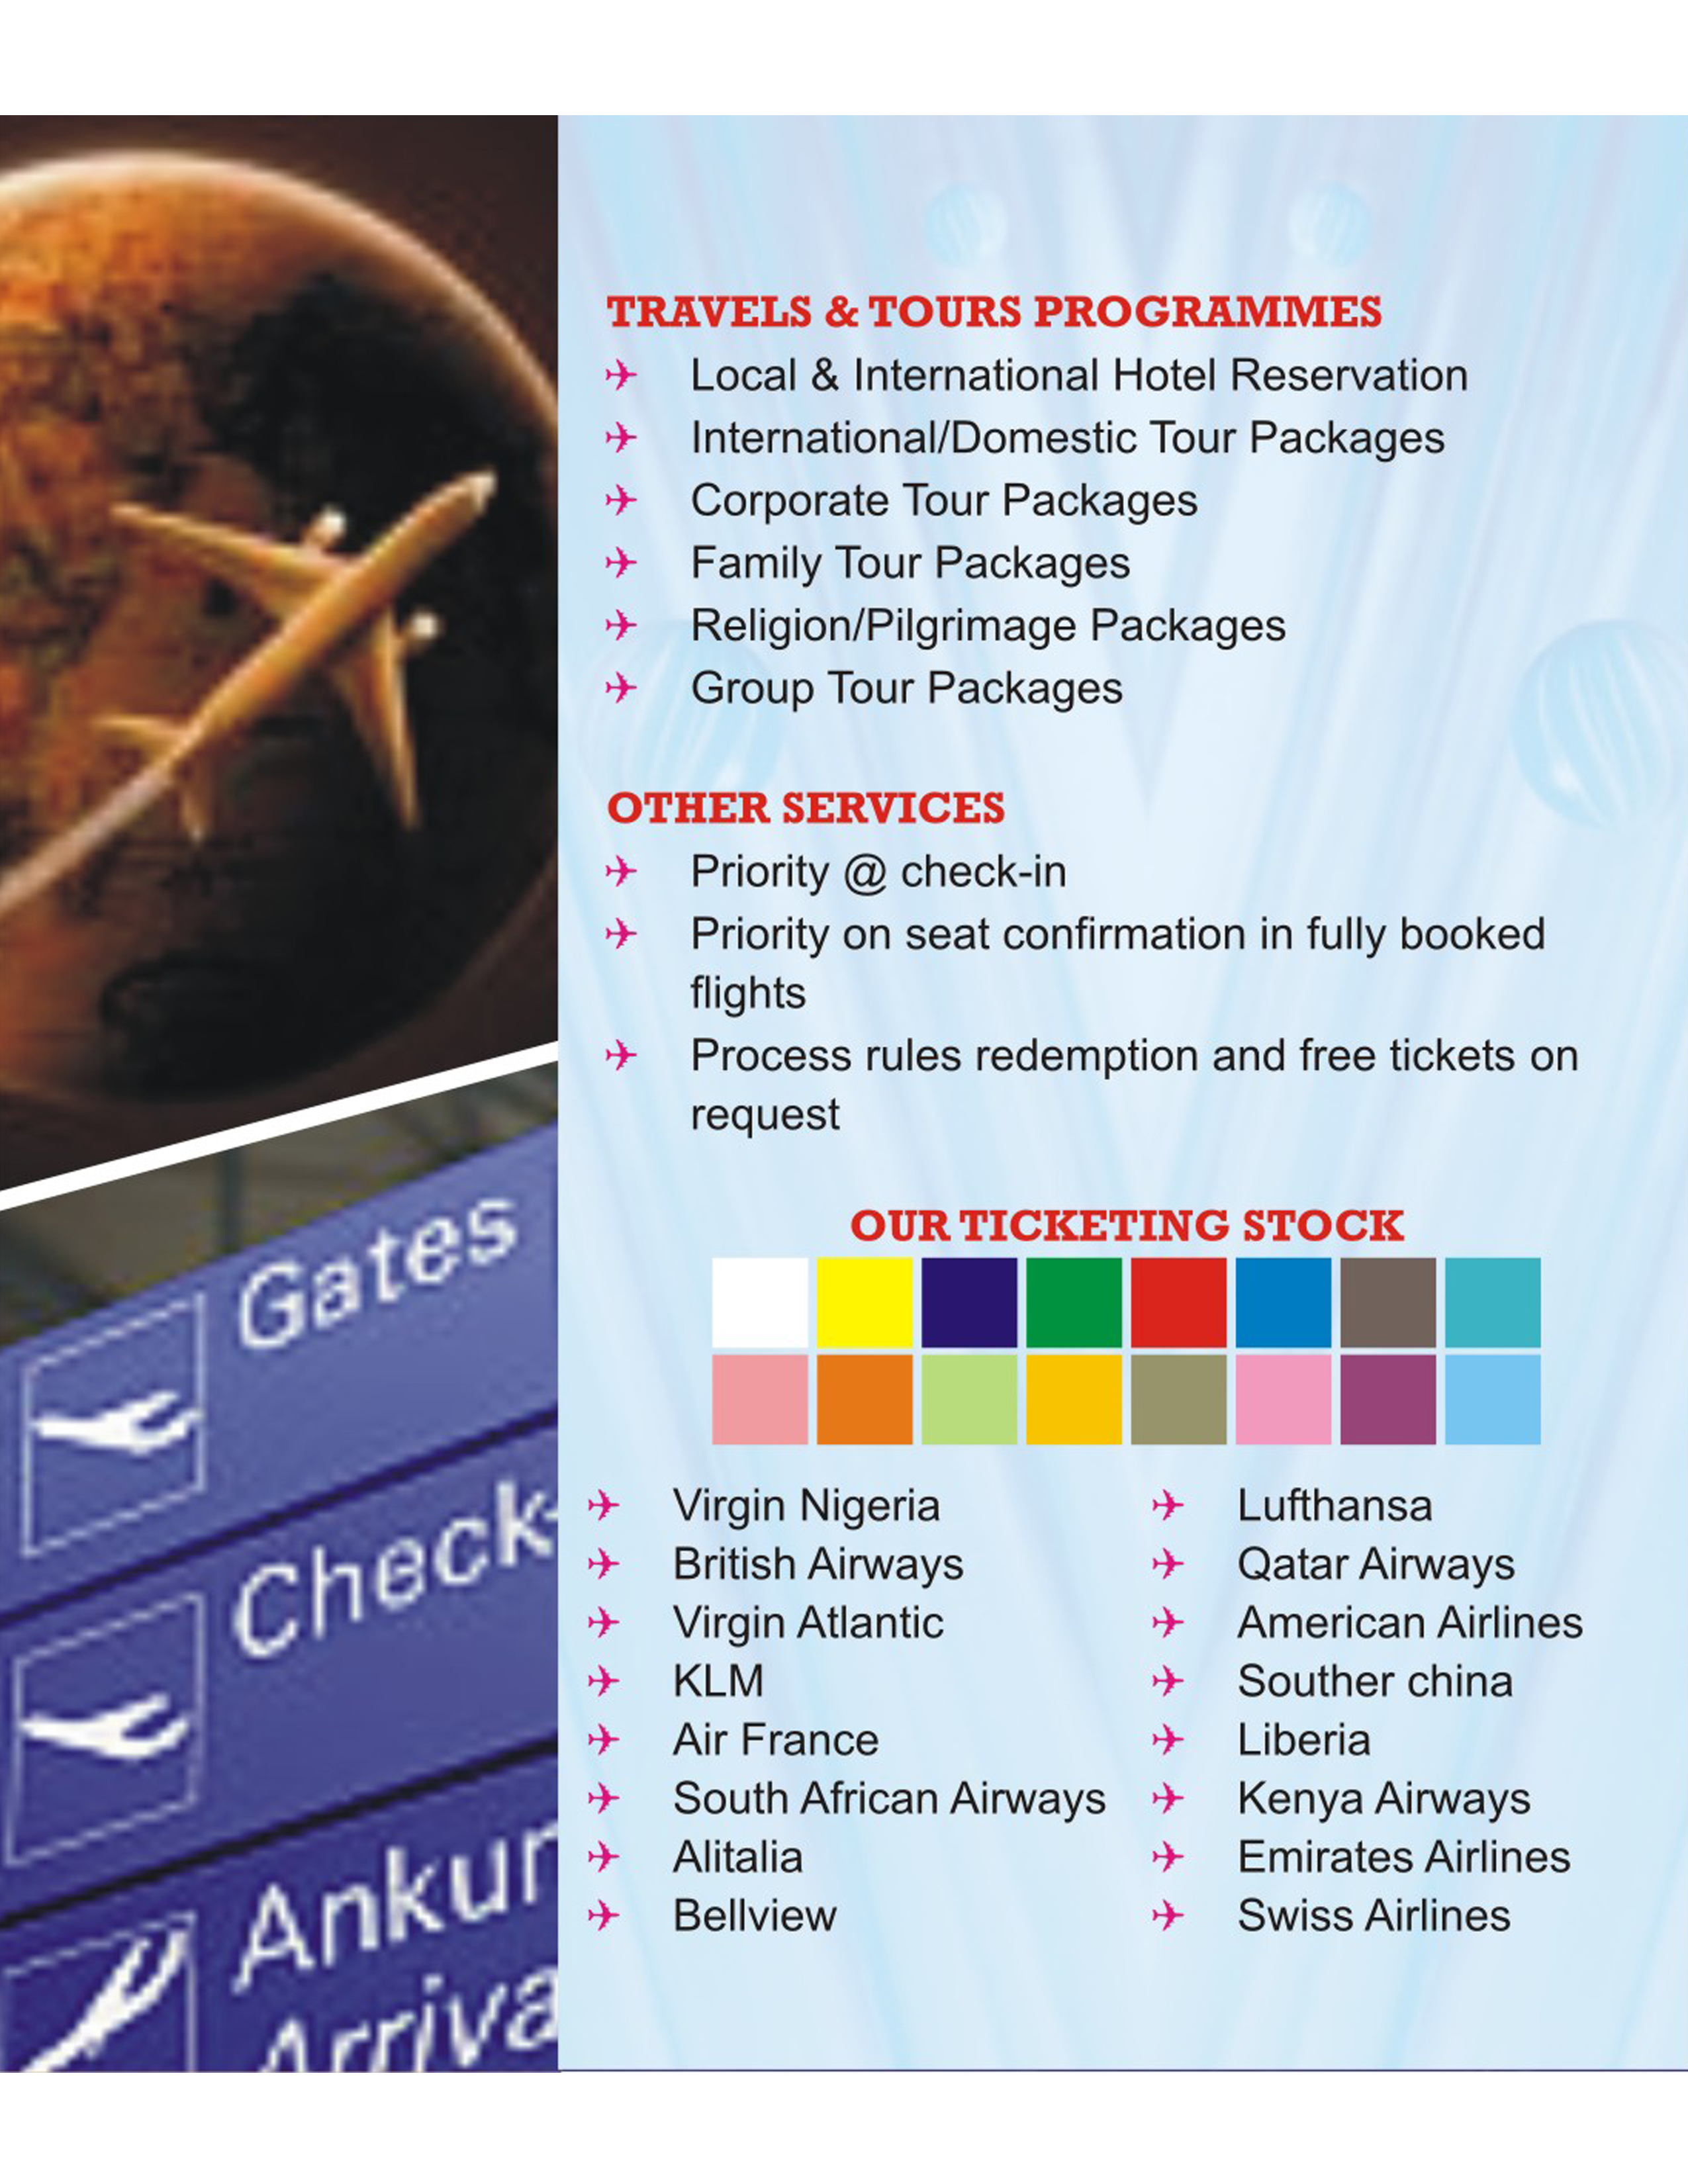 TRAVELS & TOURS PROGRAMMES
Local & International Hotel Reservation
International/Domestic Tour Packages
Corporate Tour Packages
Family Tour Packages
Religion/Pilgrimage Packages
Group Tour Packages
OTHER SERVICES
Priority @ check-in
Priority on seat confirmation in fully booked
flights
Process rules redemption and free tickets on
request
OUR TICKETING STOCK
Virgin Nigeria
British Airways
Virgin Atlantic
KLM
Air France
South African Airways
Alitalia
Bellview
Lufthansa
Qatar Airways
American Airlines
Souther china
Liberia
Kenya Airways
Emirates Airlines
Swiss Airlines
Gates
Check-
Ankun
Arriva